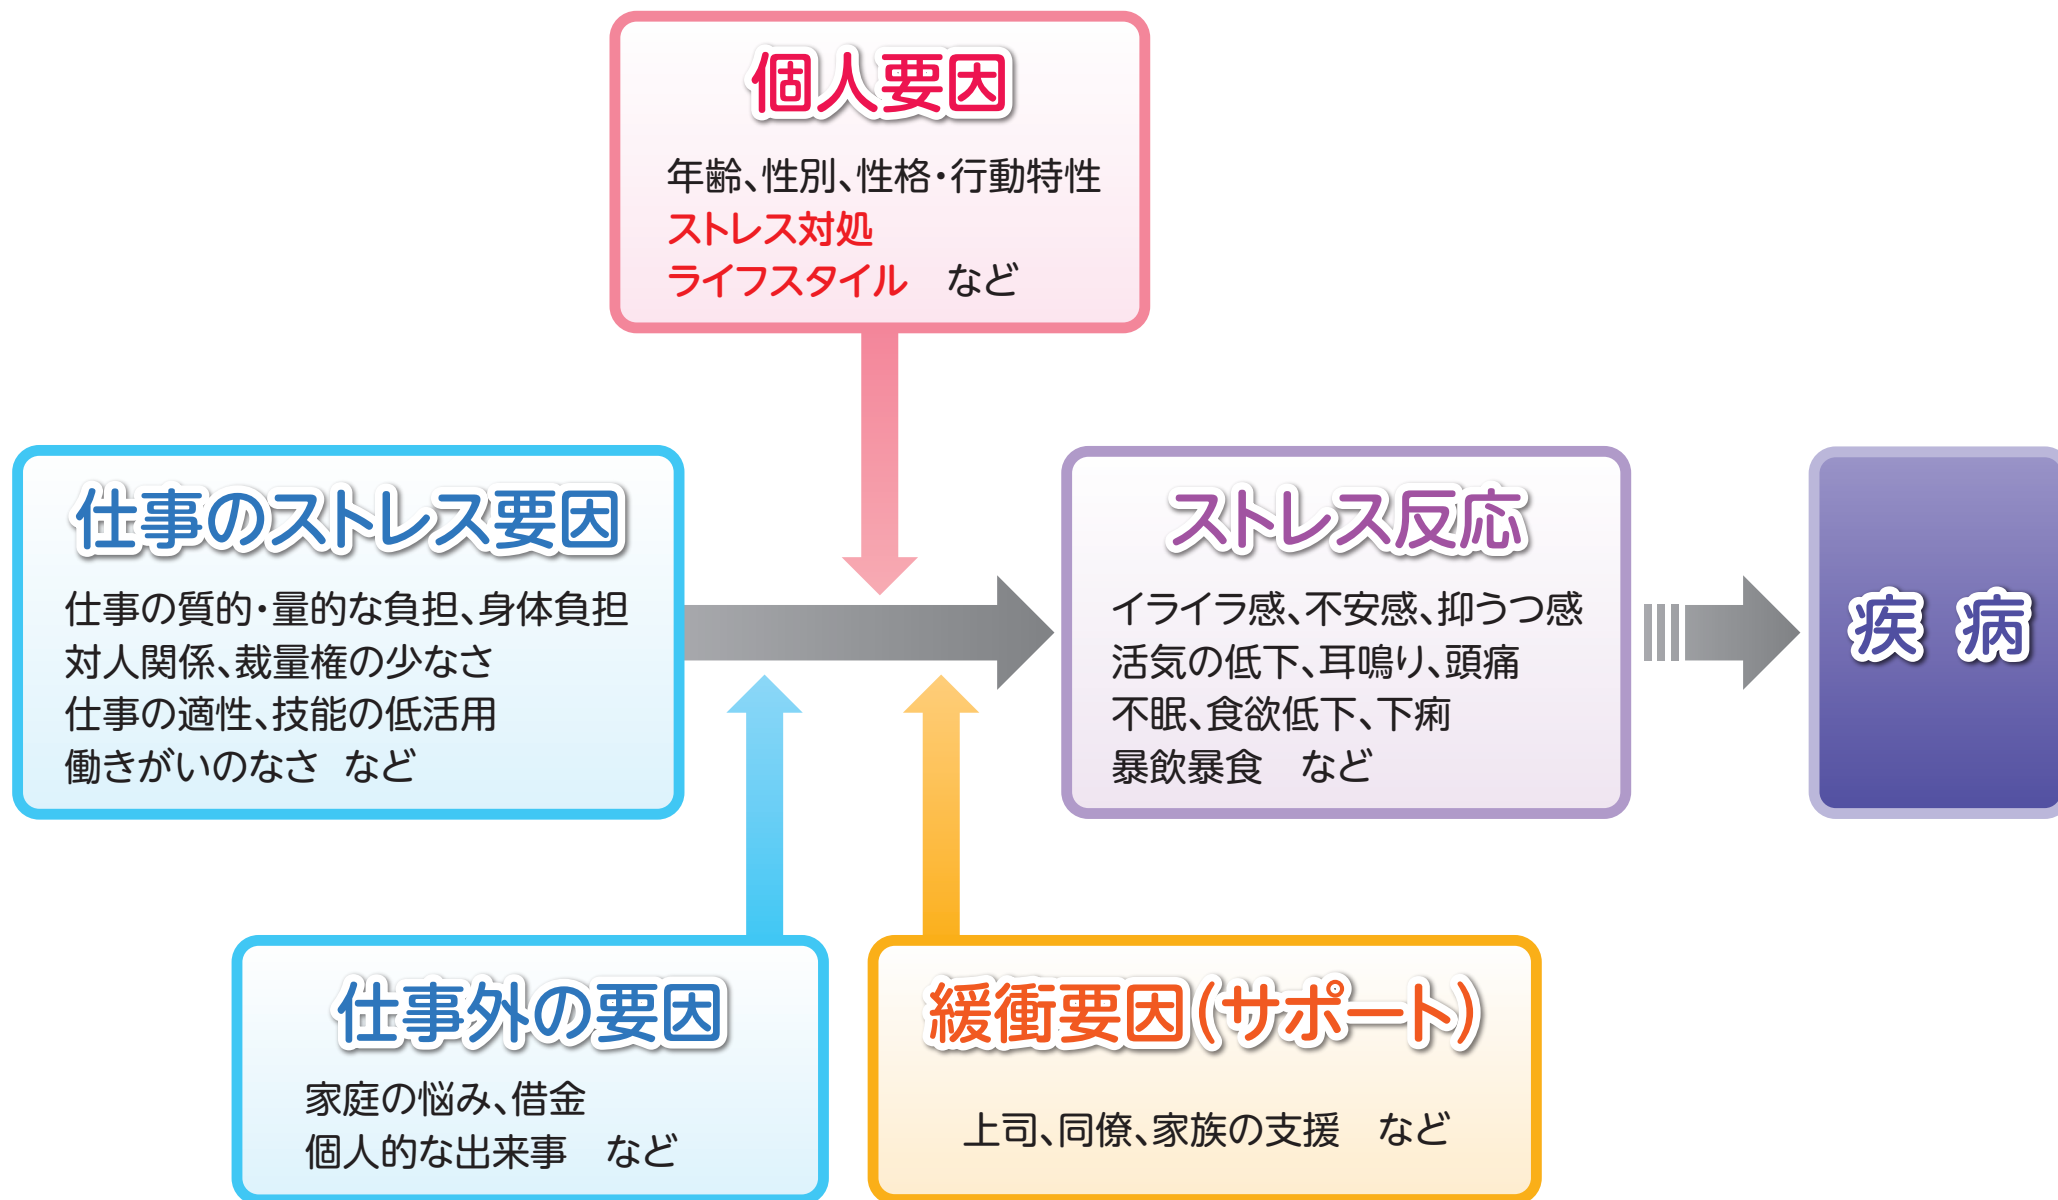 個人要因
年齢、性別、性格・行動特性
ストレス対処
ライフスタイル　など
仕事のストレス要因
仕事の質的・量的な負担、身体負担
対人関係、裁量権の少なさ
仕事の適性、技能の低活用
働きがいのなさ　など
ストレス反応
イライラ感、不安感、抑うつ感
活気の低下、耳鳴り、頭痛
不眠、食欲低下、下痢
暴飲暴食　など
疾病
仕事外の要因
家庭の悩み、借金
個人的な出来事　など
緩衝要因(サポート)
上司、同僚、家族の支援　など